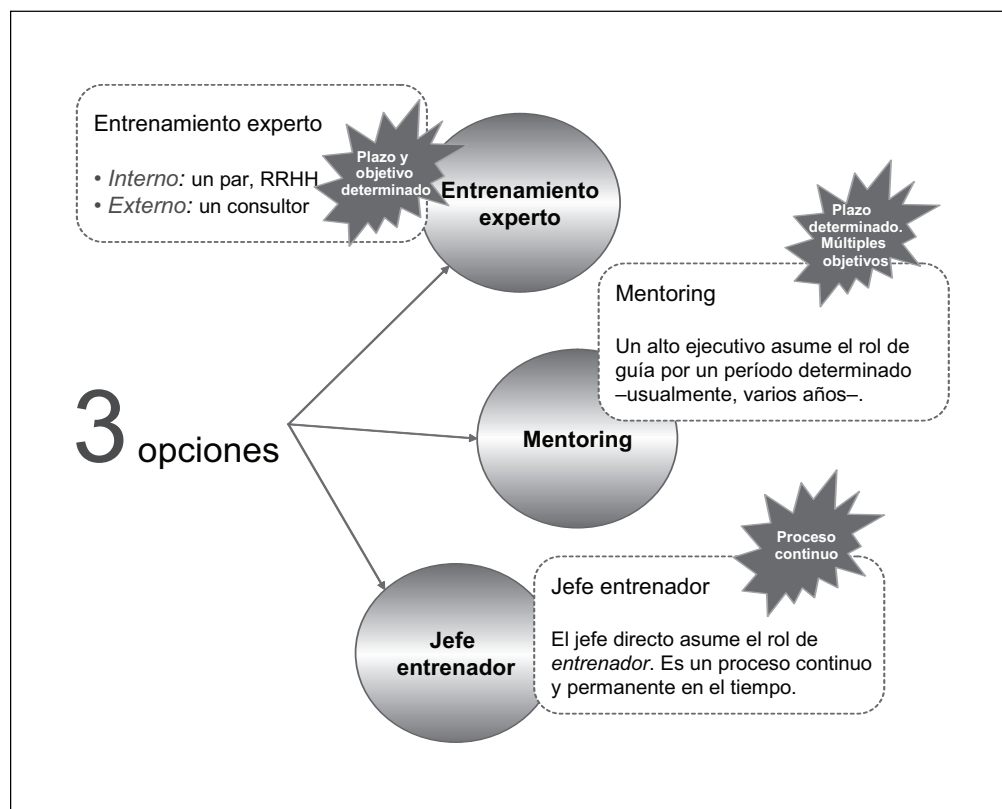 Entrenamiento experto
• Interno: un par, RRHH
• Externo: un consultor
Plazo y
objetivo
determinado
Entrenamiento
experto
Plazo
determinado.
Múltiples
objetivos
Mentoring
Un alto ejecutivo asume el rol de
guía por un período determinado
–usualmente, varios años–.
3 opciones
Mentoring
Proceso
continuo
Jefe entrenador
El jefe directo asume el rol de
entrenador. Es un proceso continuo
y permanente en el tiempo.
Jefe
entrenador